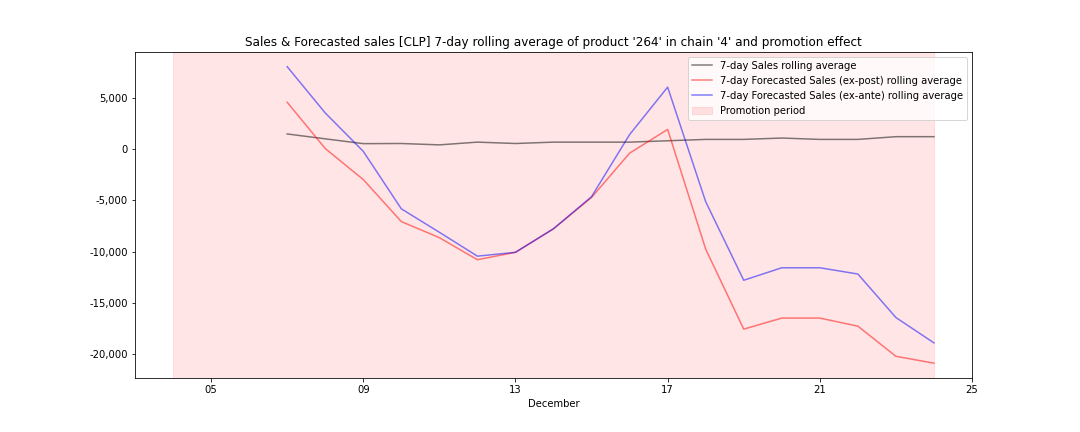 Sales & Forecasted sales [CLP] 7-day rolling average of product '264' in chain '4' and promotion effect
7-day Sales rolling average
7-day Forecasted Sales (ex-post) rolling average
7-day Forecasted Sales (ex-ante) rolling average
Promotion period
5,000
0
-5,000
-10,000
-15,000
-20,000
05 09 13 17 21 25
December